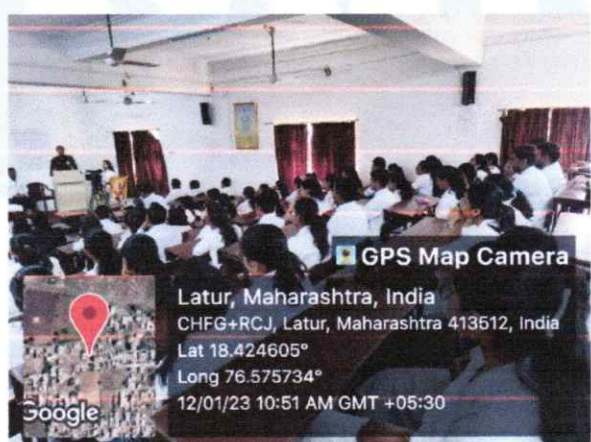 GPS Map Camera
Latur, Maharashtra, India
CHFG+RCJ, Latur, Maharashtra 413512, India
Lat 18.424605°
Long 76.575734°
12/01/23 10:51 AM GMT +05:30
Google